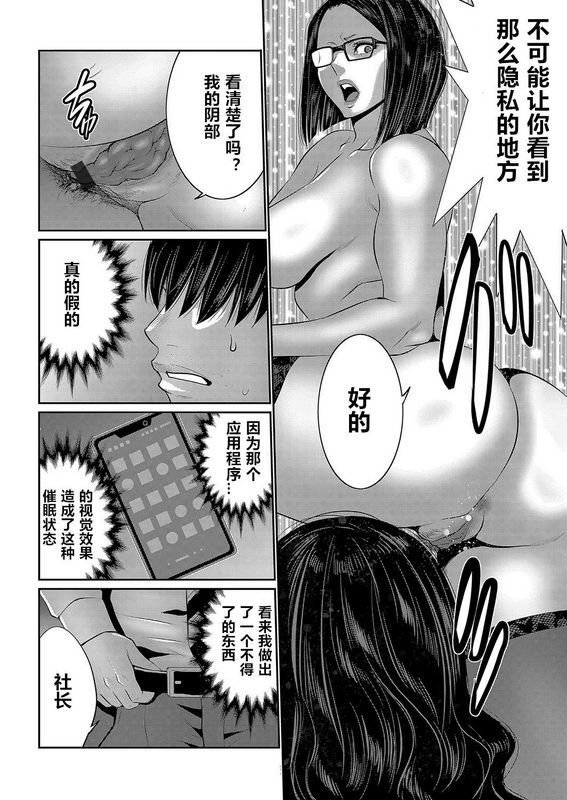 不可能让你看到
那么隐私的地方
好的
看清楚了吗？
我的阴部
真的假的
因为那个
应用程序…
的视觉效果
造成了这种
催眠状态
看来我做出
了一个不得
了的东西
社长